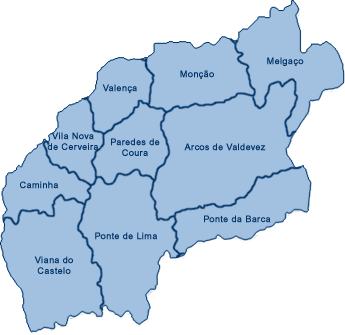 Melgaço
Monção
Valença
Vila Nova
de Cerveira
Paredes de
Coura
Arcos de Valdevez
Caminha
Ponte da Barca
Ponte de Lima
Viana do
Castelo